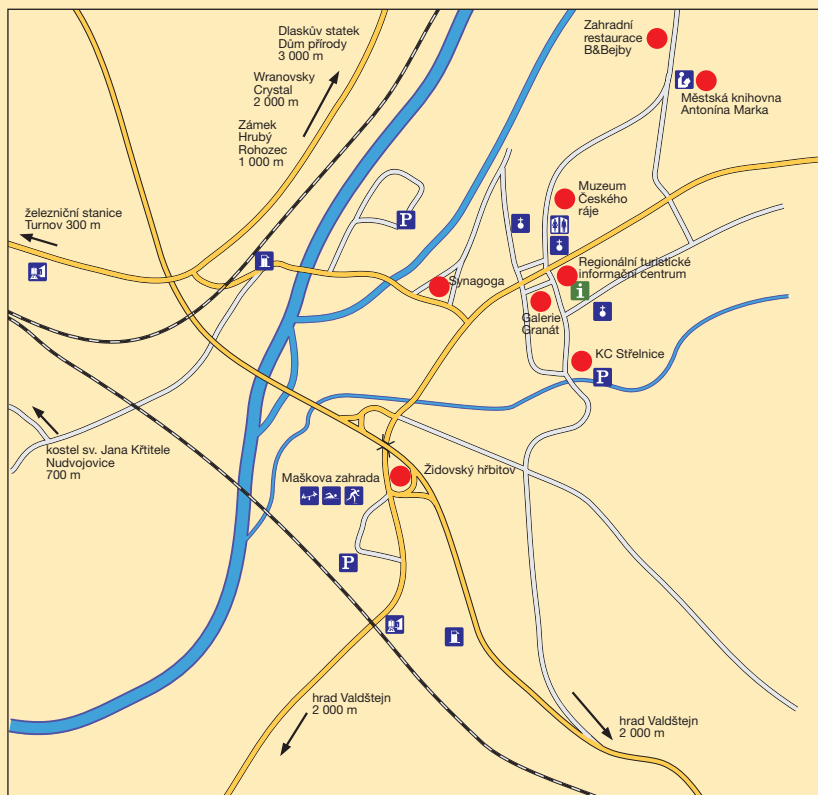 Dlaskův statek
Dům přírody
3 000 m
Wranovsky
Crystal
2 000 m
Zámek
Hrubý
Rohozec
1 000 m
Zahradní
restaurace
B&Bejby
Městská knihovna
Antonína Marka
železniční stanice
Turnov 300 m
P
Muzeum
Českého
ráje
Regionální turistické
informační centrum
i
Synagoga
Galerie
Granát
KC Střelnice
P
kostel sv. Jana Křtitele
Nudvojovice
700 m
Maškova zahrada
Židovský hřbitov
P
hrad Valdštejn
2 000 m
hrad Valdštejn
2 000 m